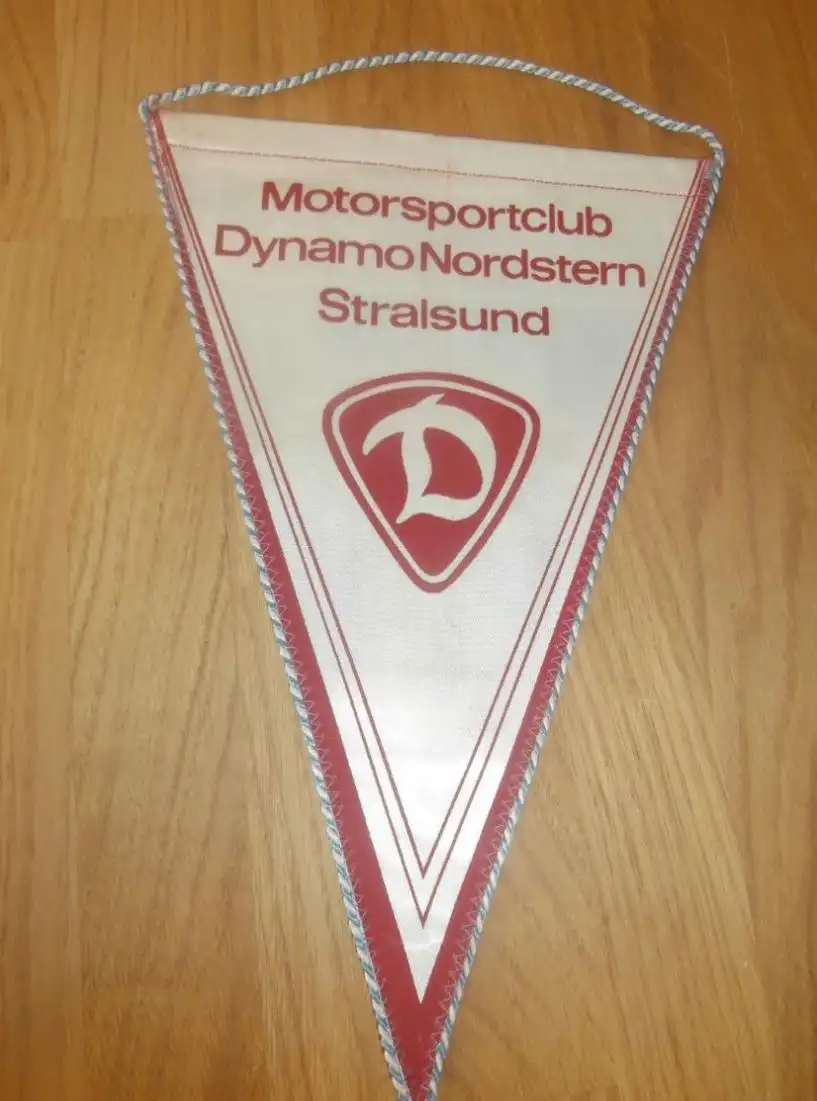 Motorsportclub
Dynamo Nordstern
Stralsund
D